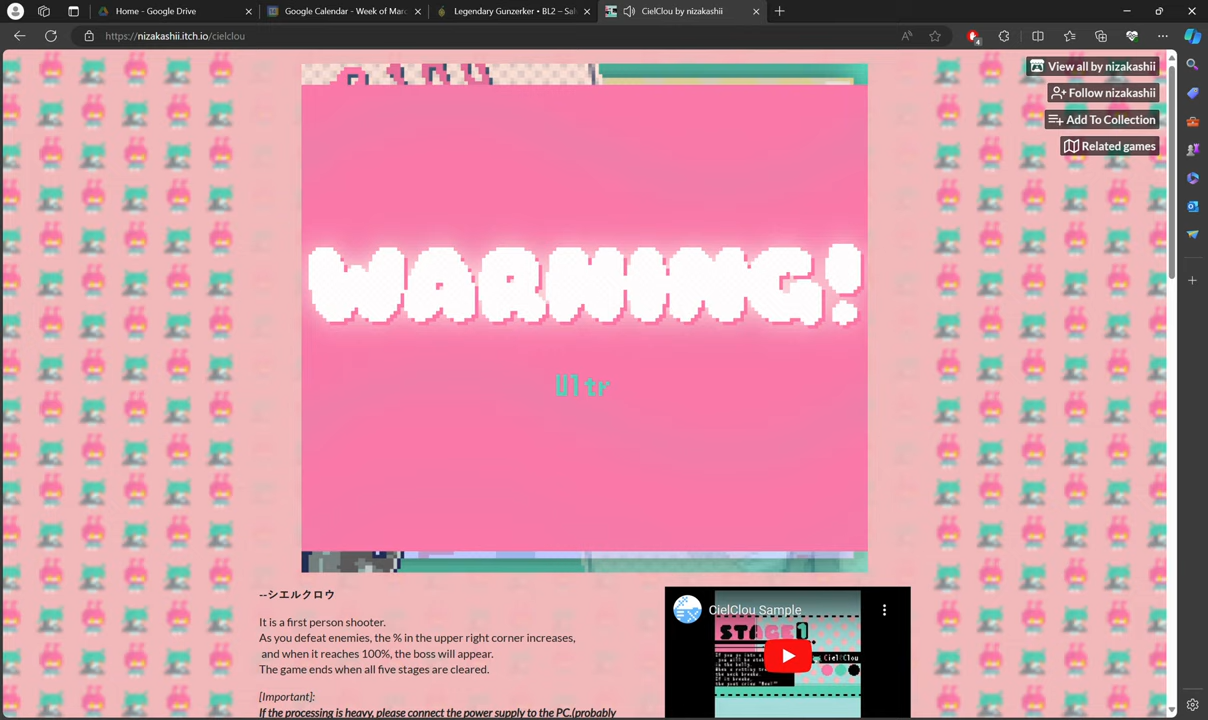 Home - Google Drive
Google Calendar - Week of Mar
Legendary Gunzerker • BL2 – Sal
CielClou by nizakashii
https://nizakashii.itch.io/cielclou
4
View all by nizakashii
Follow nizakashii
Add To Collection
Related games
WARNING!
Ultr
--シエルクロウ
It is a first person shooter.
As you defeat enemies, the % in the upper right corner increases,
and when it reaches 100%, the boss will appear.
The game ends when all five stages are cleared.
[Important]:
If the processing is heavy, please connect the power supply to the PC.(probably
CielClou Sample
STAGE1.
CielClou